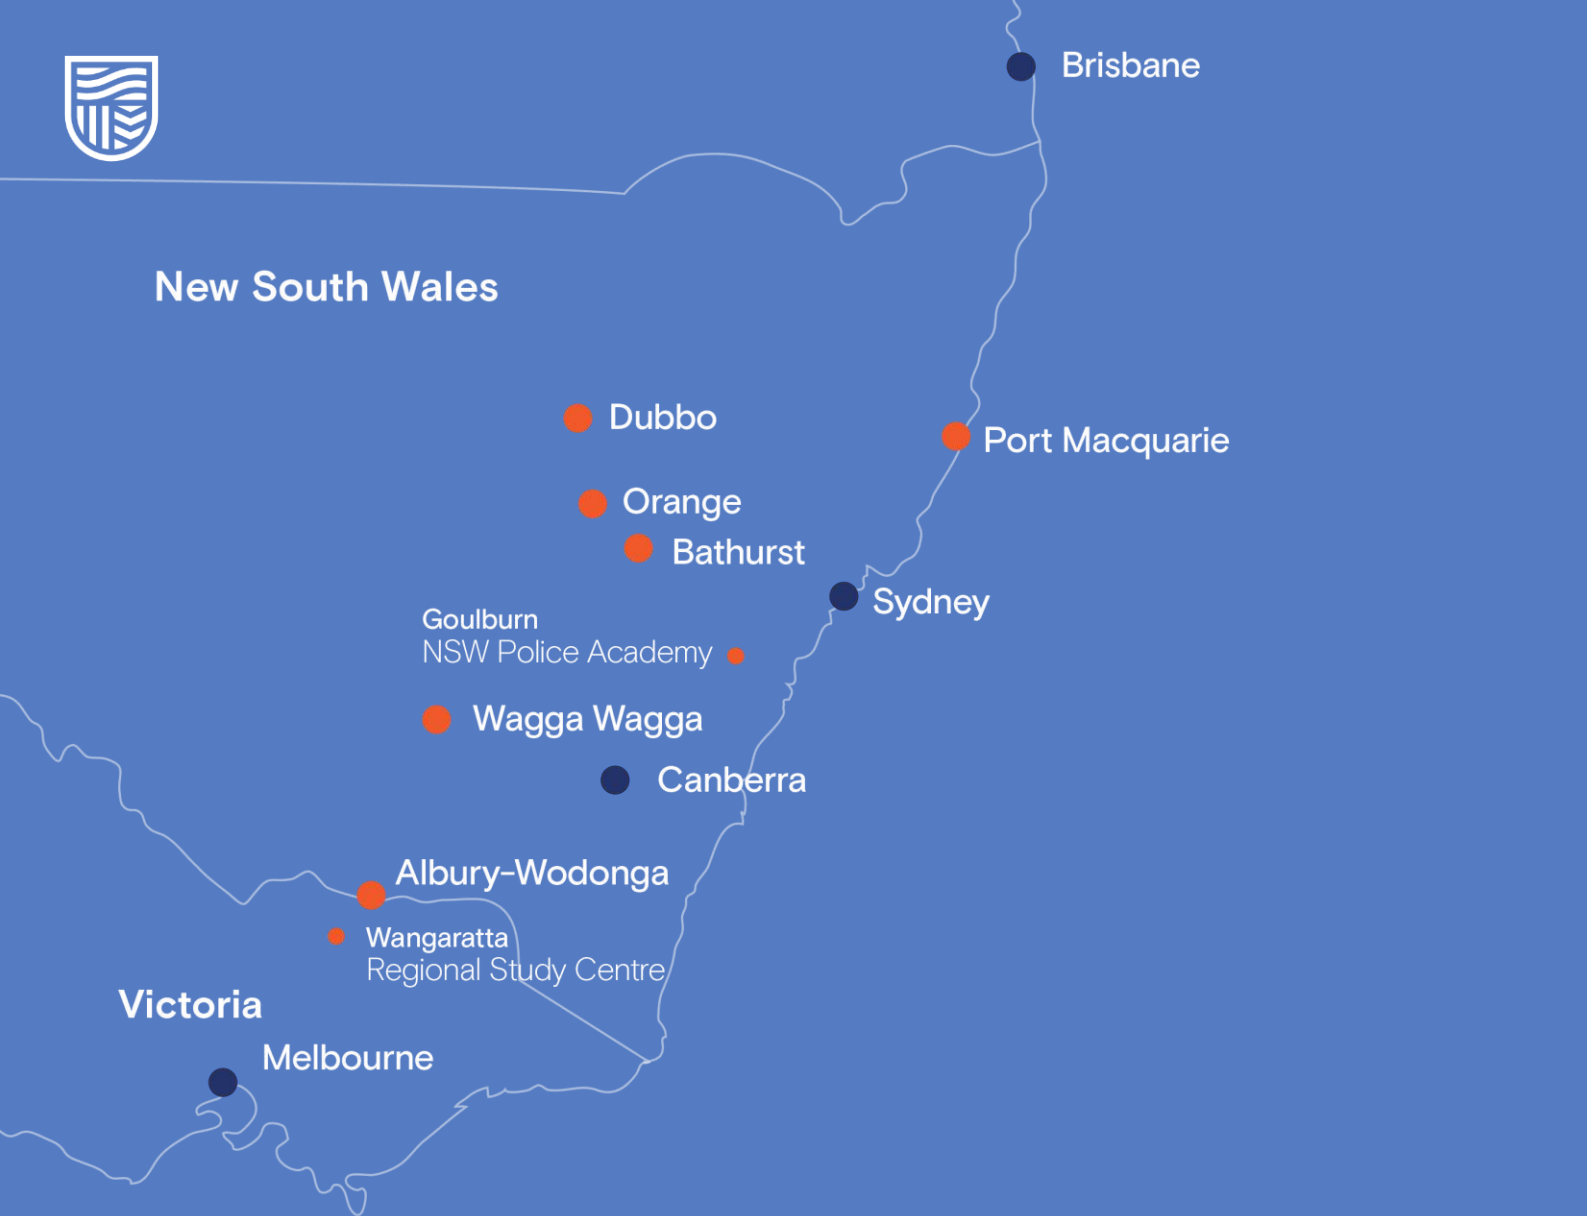 Brisbane
New South Wales
Dubbo
Port Macquarie
Orange
Bathurst
Sydney
Goulburn
NSW Police Academy
Wagga Wagga
Canberra
Albury–Wodonga
Wangaratta
Regional Study Centre
Victoria
Melbourne